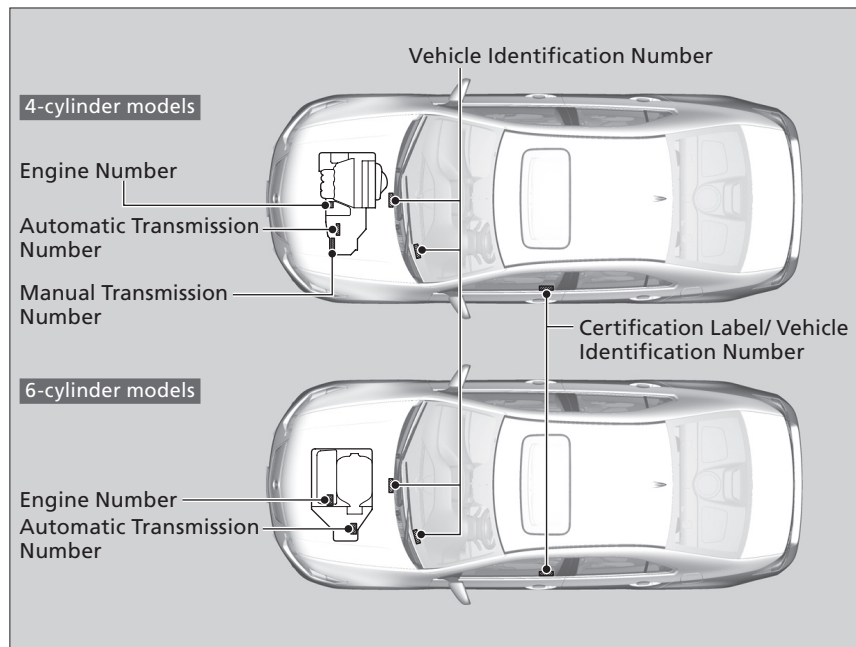 Vehicle Identification Number
4-cylinder models
Engine Number
Automatic Transmission
Number
Manual Transmission
Number
Certification Label/ Vehicle
Identification Number
6-cylinder models
Engine Number
Automatic Transmission
Number